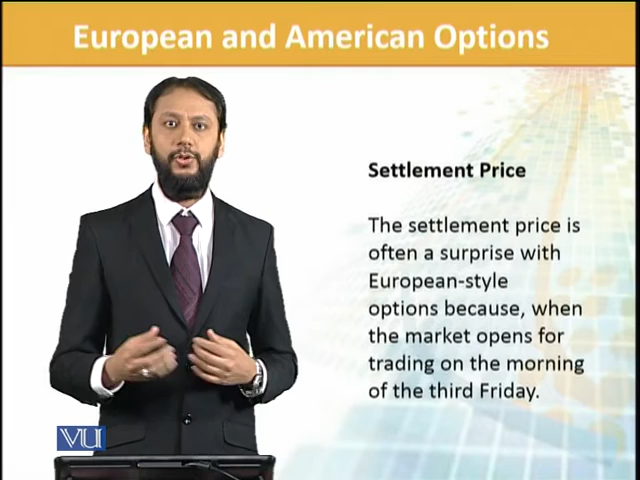 European and American Options
Settlement Price
The settlement price is
often a surprise with
European-style
options because, when
the market opens for
trading on the morning
of the third Friday.
VU